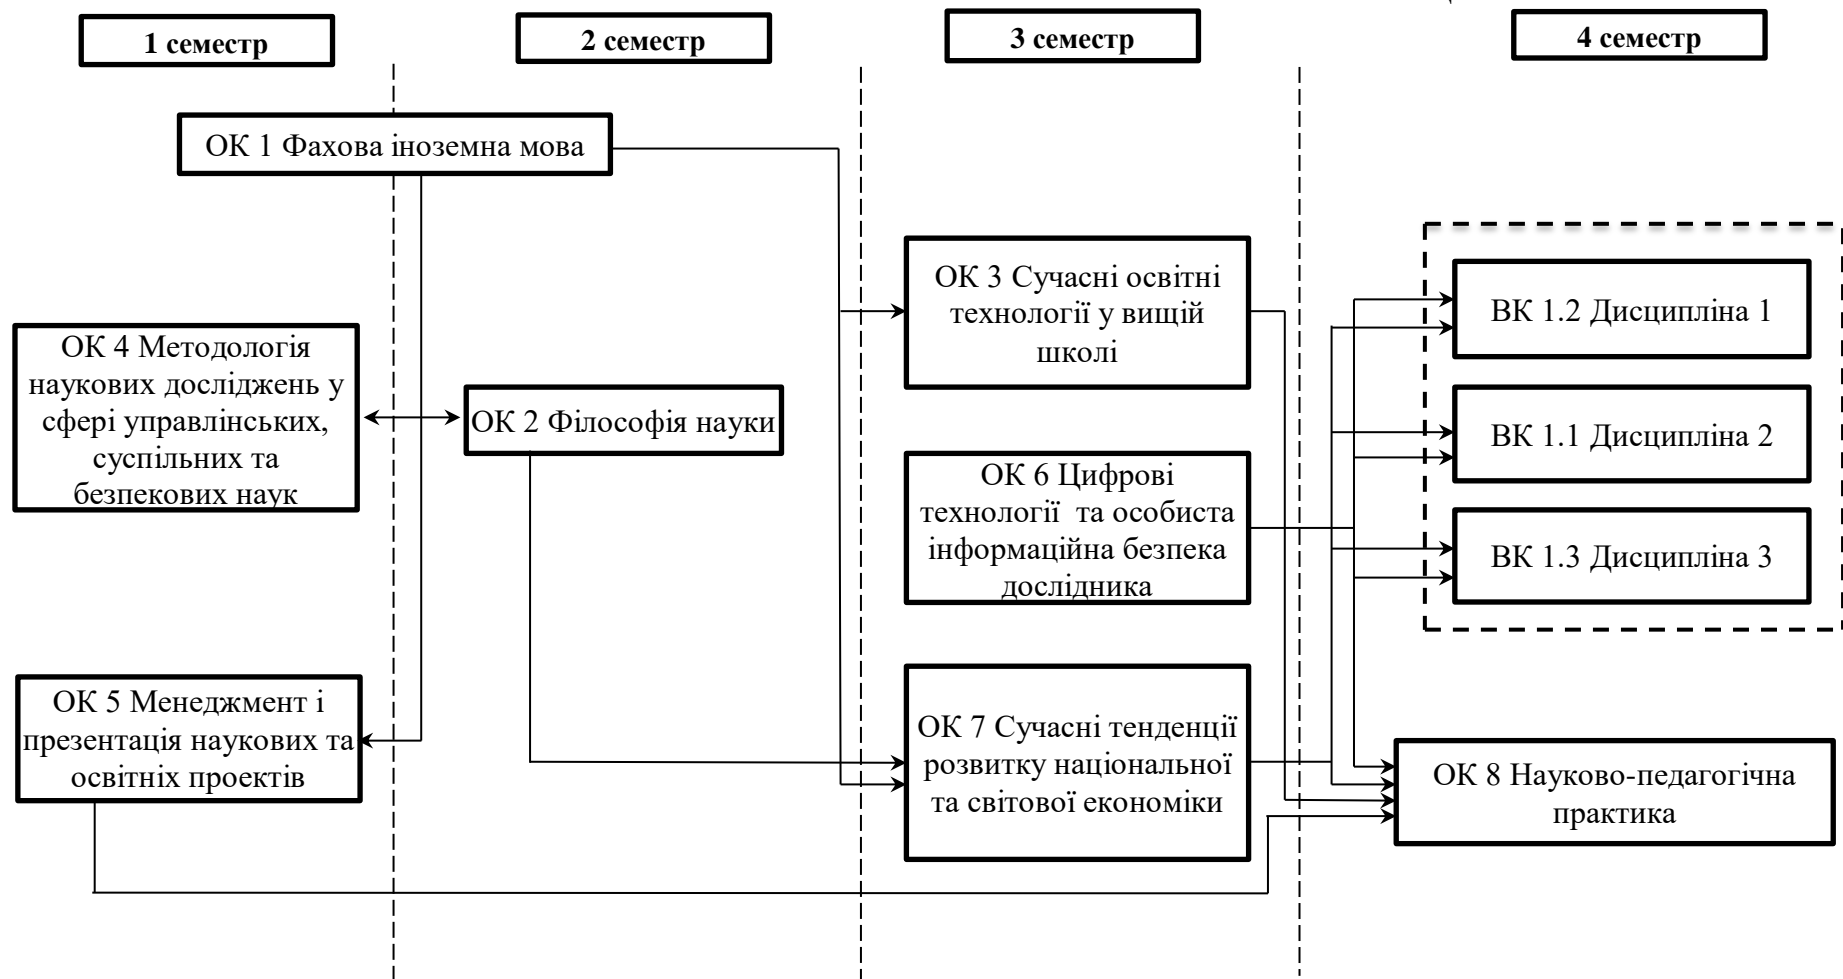 1 семестр
2 семестр
3 семестр
4 семестр
ОК 1 Фахова іноземна мова
ОК 4 Методологія
наукових досліджень у
сфері управлінських,
суспільних та
безпекових наук
ОК 5 Менеджмент і
презентація наукових та
освітніх проектів
ОК 2 Філософія науки
ОК 3 Сучасні освітні
технології у вищій
школі
ОК 6 Цифрові
технології та особиста
інформаційна безпека
дослідника
ОК 7 Сучасні тенденції
розвитку національної
та світової економіки
ВК 1.2 Дисципліна 1
ВК 1.1 Дисципліна 2
ВК 1.3 Дисципліна 3
ОК 8 Науково-педагогічна
практика